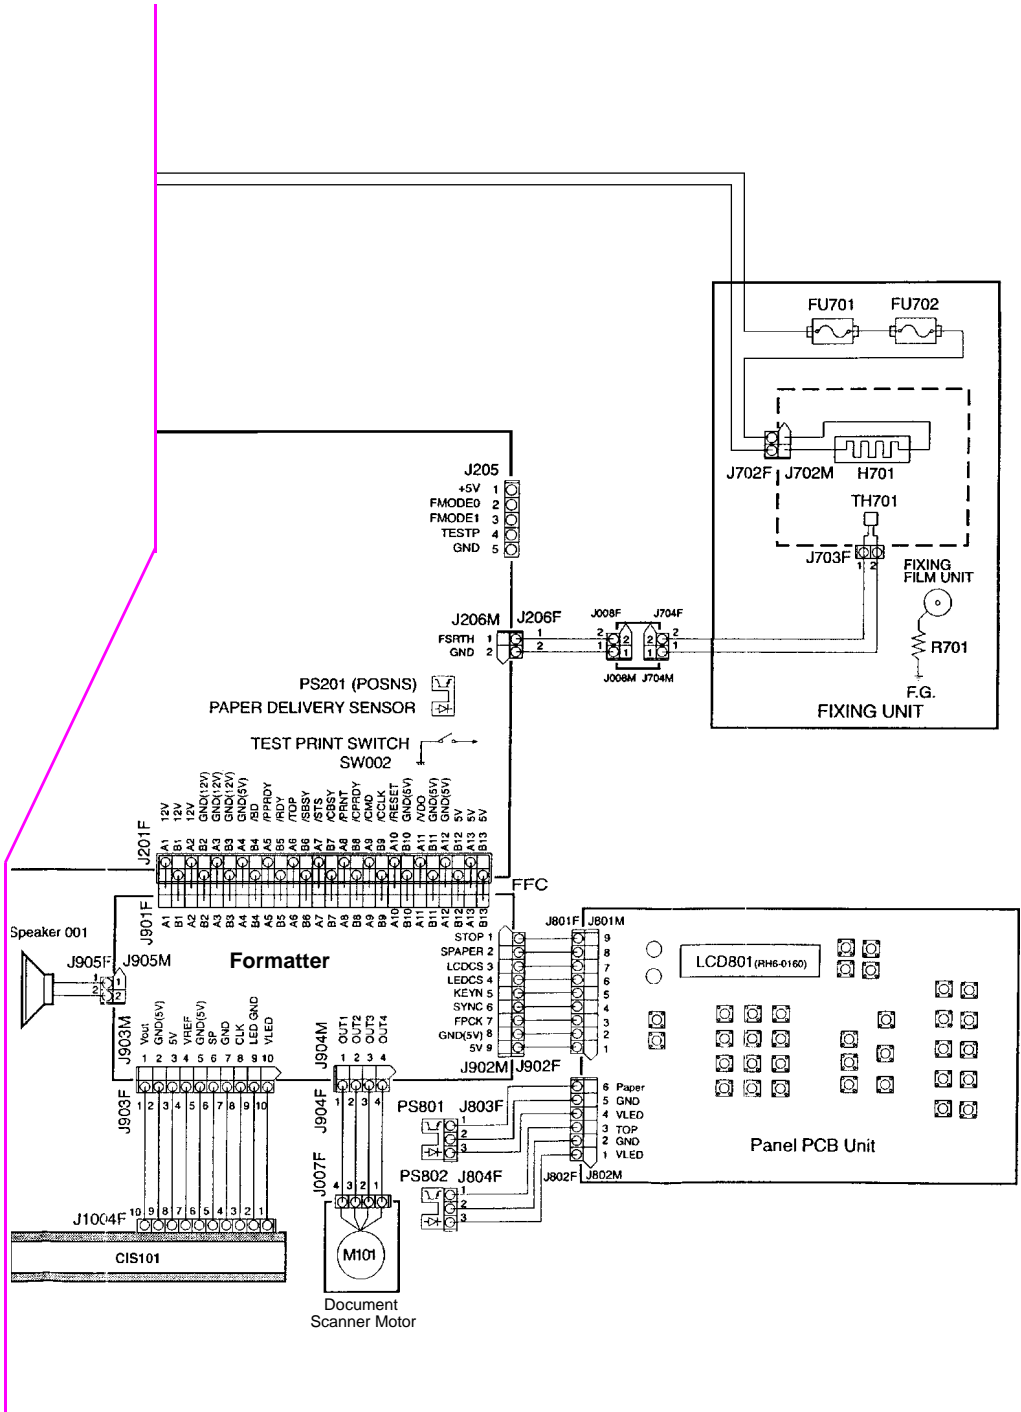 FU701 FU702
J205
+5V 1
FMODE0 2
FMODE1 3
TESTP 4
GND 5
J702F J702M H701
TH701
J703F
1 2
FIXING
FILM UNIT
R701
F.G.
FIXING UNIT
J206M J206F
FSRTH 1 1
GND 2 2
J008F J704F
2 2 2 2
1 1 1 1
J008M J704M
PS201 (POSNS)
PAPER DELIVERY SENSOR
TEST PRINT SWITCH
SW002
J201F
12V 12V 12V GND(12V) GND(12V) GND(12V) GND(5V) /BD /PPRDY /RDY /TOP /SBSY /STS /CBSY /PRNT /CPRDY /CMD /CCLK /RESET GND(5V) /VDO GND(5V) GND(5V) 5V 5V 5V
A1 B1 A2 B2 A3 B3 A4 B4 A5 B5 A6 B6 A7 B7 A8 B8 A9 B9 A10 B10 A11 B11 A12 B12 A13 B13
FFC
J901F
A1 B1 A2 B2 A3 B3 A4 B4 A5 B5 A6 B6 A7 B7 A8 B8 A9 B9 A10 B10 A11 B11 A12 B12 A13 B13
Speaker 001
J905F J905M
1 1
2 2
Formatter
STOP 1
SPAPER 2
LCDCS 3
LEDCS 4
KEYN 5
SYNC 6
FPCK 7
GND(5V) 8
5V 9
J902M J902F
J801F J801M
9
8
7
6
5
4
3
2
1
LCD801(RH6-0160)
J903M
Vout GND(5V) 5V VREF GND(5V) SP GND CLK LED GND VLED
1 2 3 4 5 6 7 8 9 10
J903F
1 2 3 4 5 6 7 8 9 10
J904M
OUT1 OUT2 OUT3 OUT4
1 2 3 4
J904F
1 2 3 4
PS801 J803F
1
2
3
PS802 J804F
1
2
3
6 Paper
5 GND
4 VLED
3 TOP
2 GND
1 VLED
J802F J802M
Panel PCB Unit
J007F
4 3 2 1
J1004F
10 9 8 7 6 5 4 3 2 1
CIS101
M101
Document
Scanner Motor